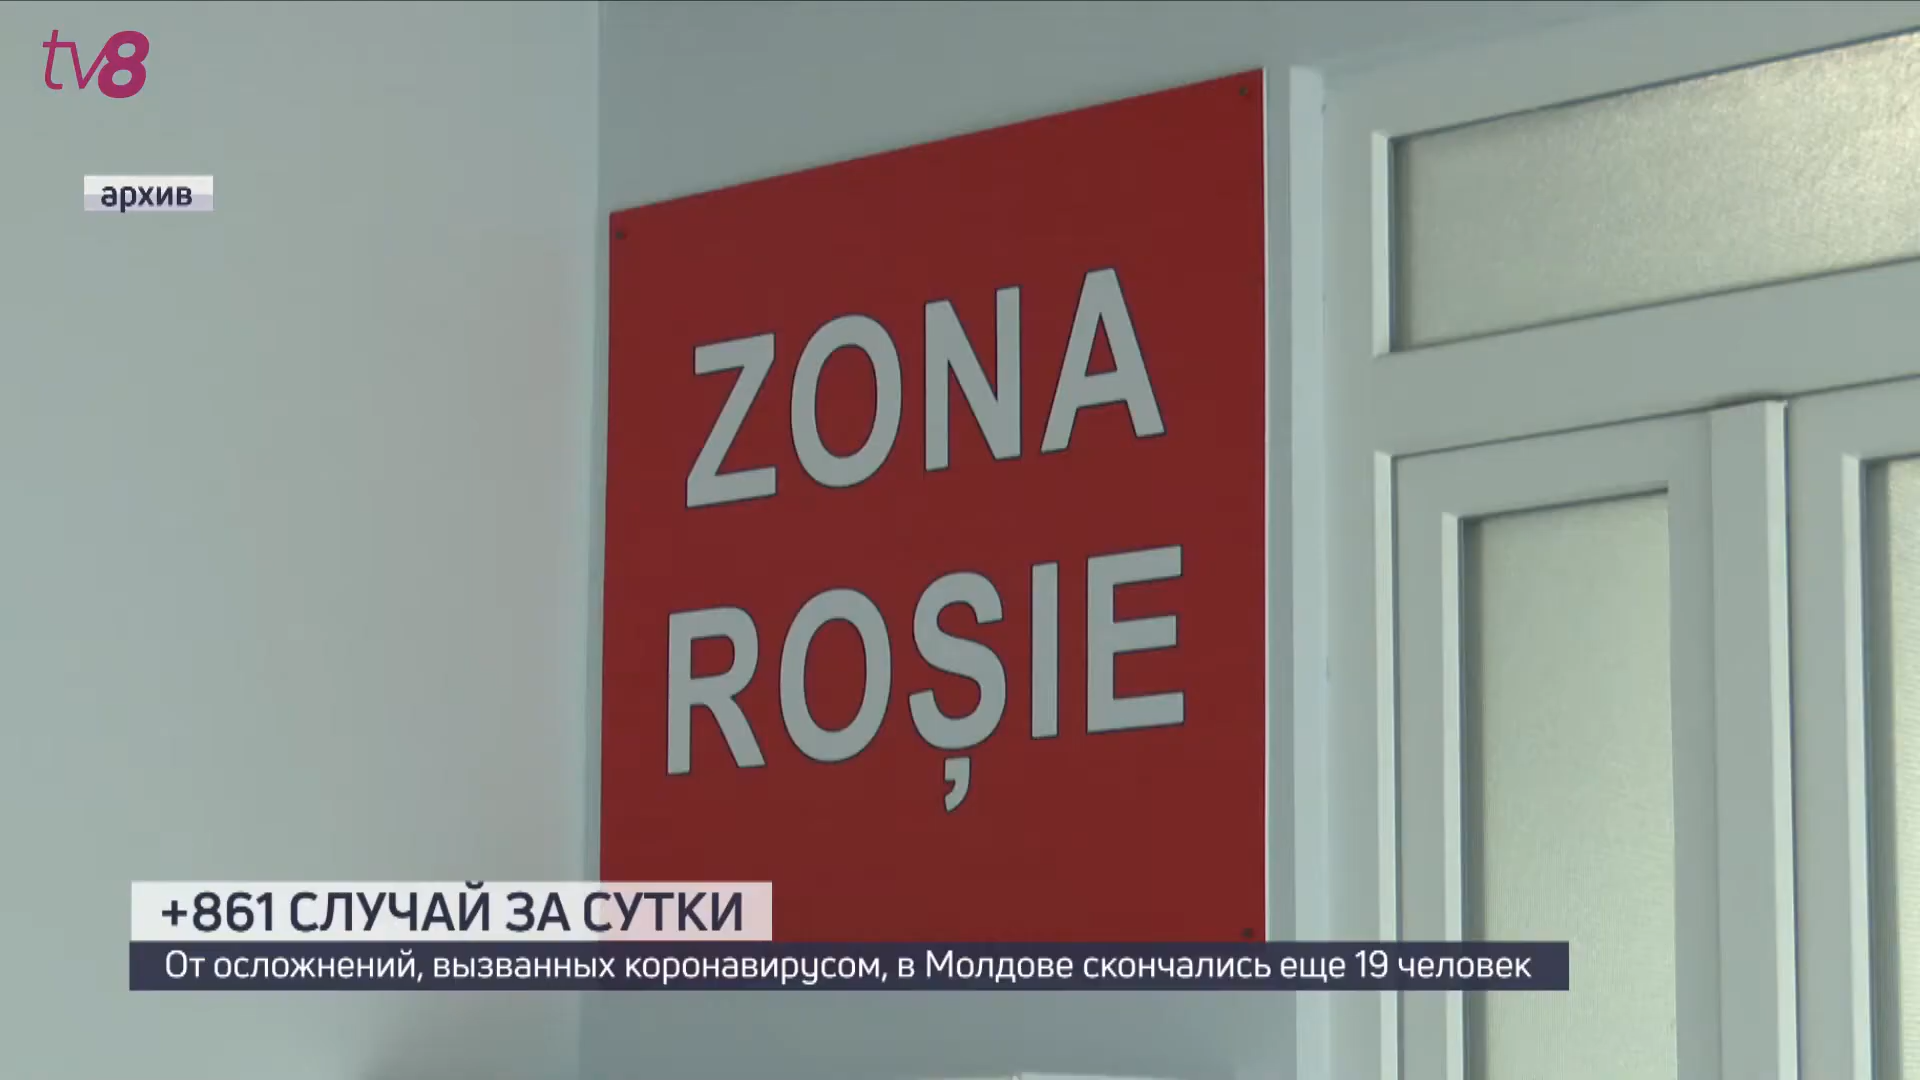 tv8
архив
ZONA
ROȘIE
+861 СЛУЧАЙ ЗА СУТКИ
От осложнений, вызванных коронавирусом, в Молдове скончались еще 19 человек